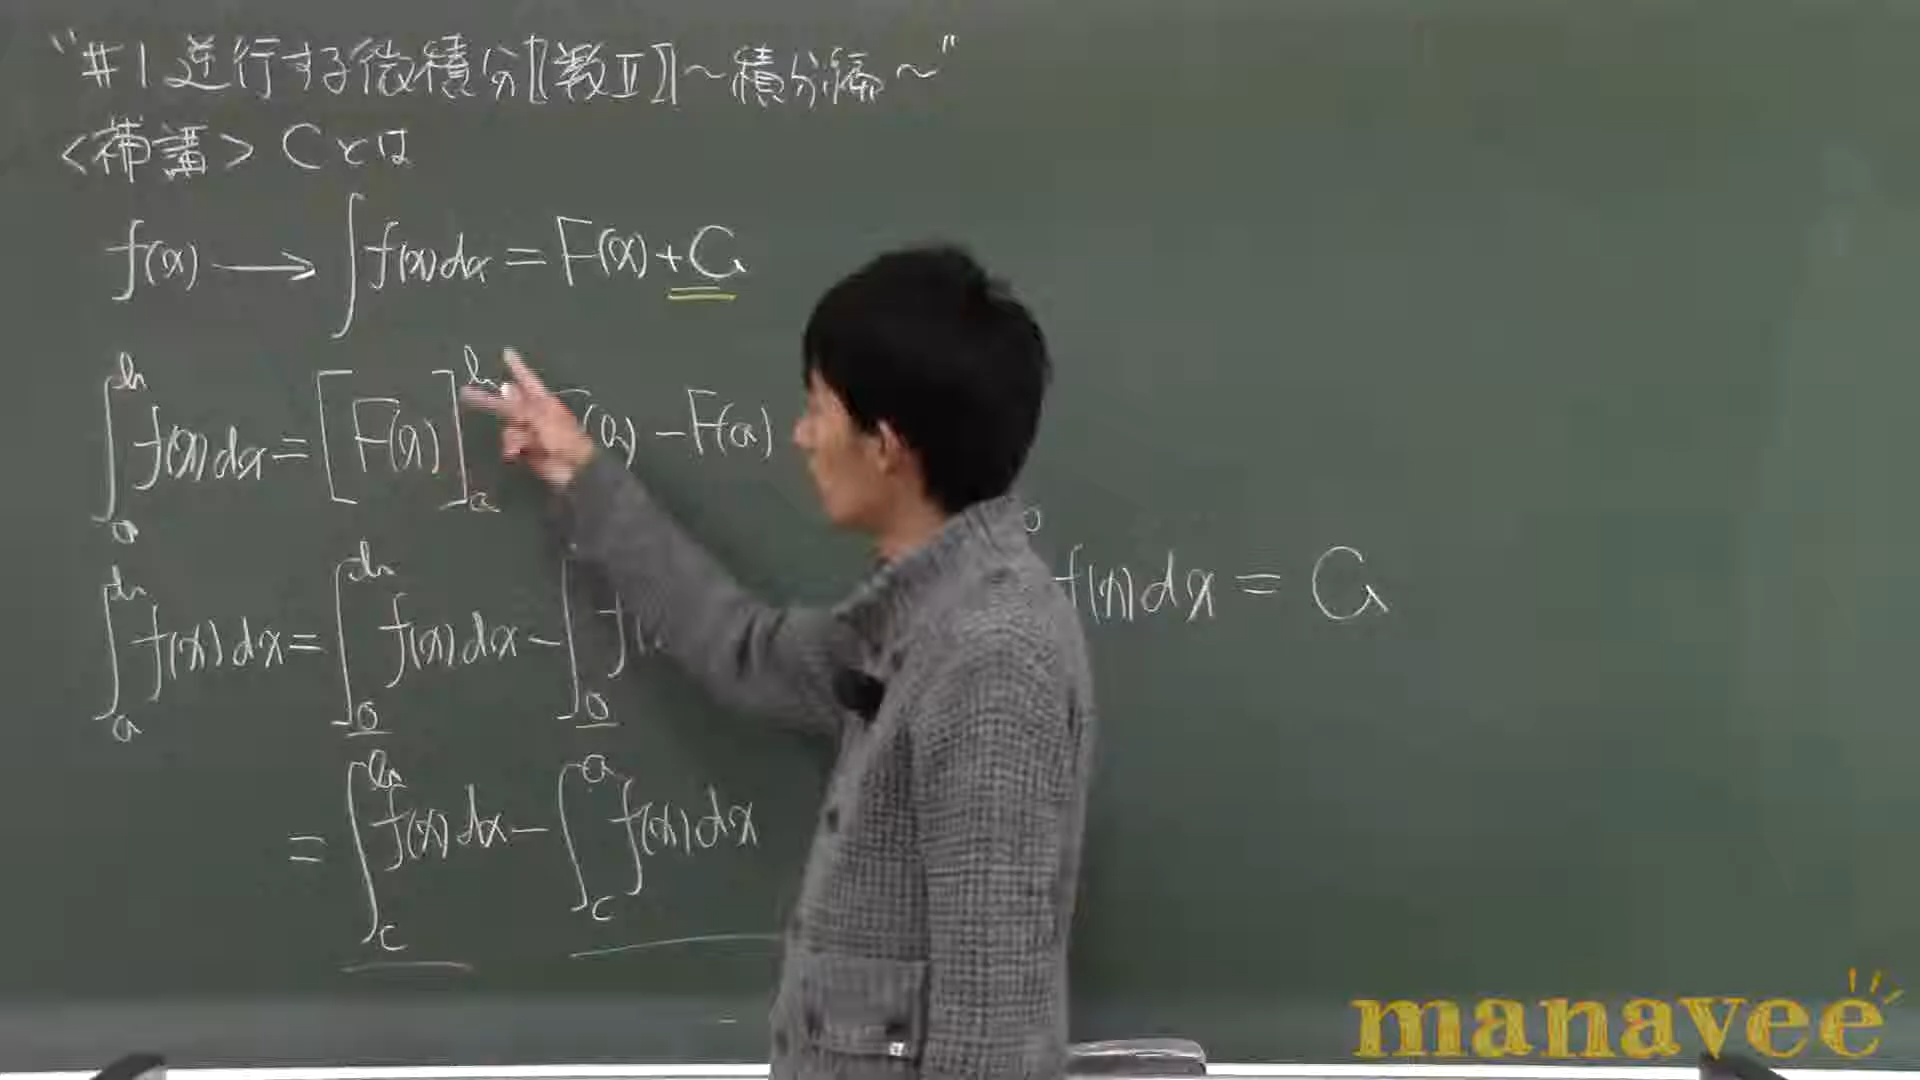 "#1 逆行する微積分【数Ⅱ】～積分編～"
<補講> Cとは
f(x) → ∫ f(x)dx = F(x) + C
∫_a^b f(x)dx = [F(x)]_a^b (b) - F(a)
∫_a^b f(x)dx = ∫_0^b f(x)dx - ∫_0 f( f(x)dx = C
= ∫_c^b f(x)dx - ∫_c^a f(x)dx
manavee